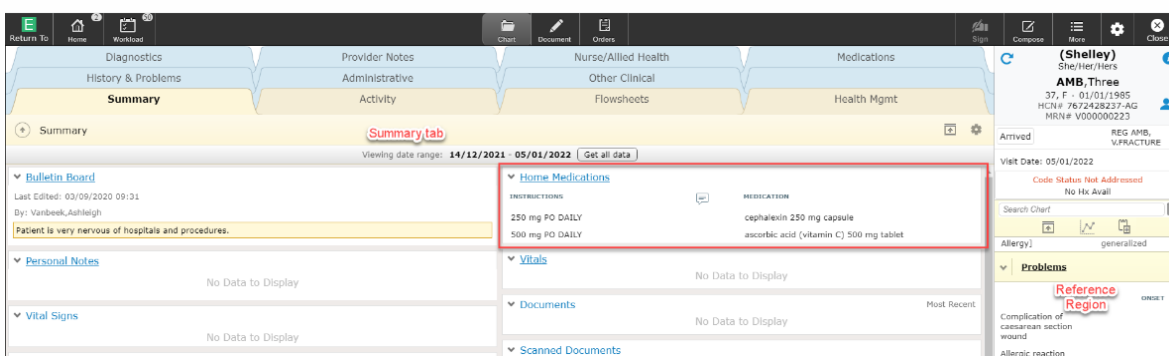 E 2 50
Return To Home Workload Chart Document Orders Sign Compose More Close
Diagnostics Provider Notes Nurse/Allied Health Medications
History & Problems Administrative Other Clinical
Summary Activity Flowsheets Health Mgmt
Summary
Summary tab
Viewing date range: 14/12/2021 - 05/01/2022 Get all data
Bulletin Board
Last Edited: 03/09/2020 09:31
By: Vanbeek,Ashleigh
Patient is very nervous of hospitals and procedures.
Personal Notes
No Data to Display
Vital Signs
No Data to Display
Home Medications
INSTRUCTIONS MEDICATION
250 mg PO DAILY cephalexin 250 mg capsule
500 mg PO DAILY ascorbic acid (vitamin C) 500 mg tablet
Vitals
No Data to Display
Documents Most Recent
No Data to Display
Scanned Documents
(Shelley)
She/Her/Hers
AMB,Three
37, F - 01/01/1985
HCN# 7672428237-AG
MRN# V000000223
Arrived REG AMB,
V.FRACTURE
Visit Date: 05/01/2022
Code Status Not Addressed
No Hx Avail
Search Chart
Allergy] generalized
Problems
Reference
Region
ONSET
Complication of
caesarean section
wound
Allergic reaction